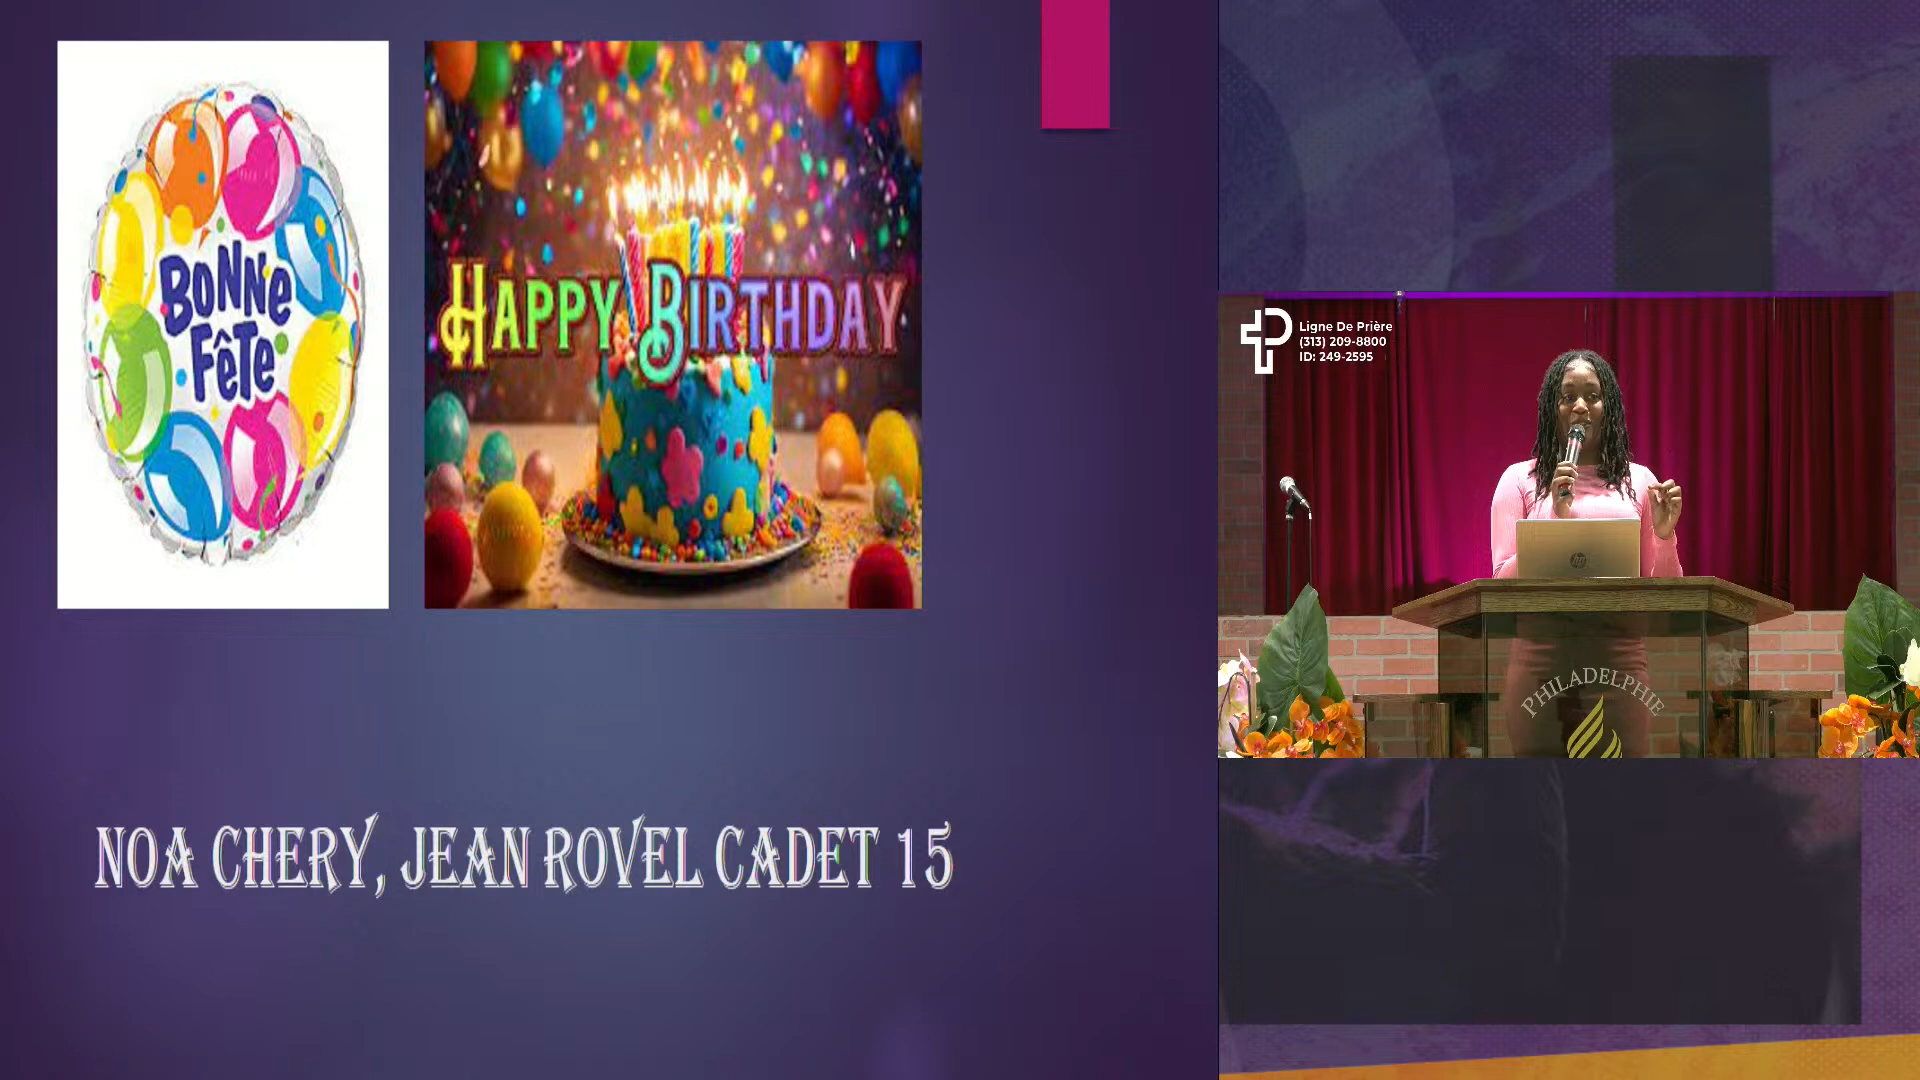 BONNE
FÊTE
HAPPY BIRTHDAY
NOA CHERY, JEAN ROVEL CADET 15
Ligne De Prière
(313) 209-8800
ID: 249-2595
hp
PHILADELPHIE